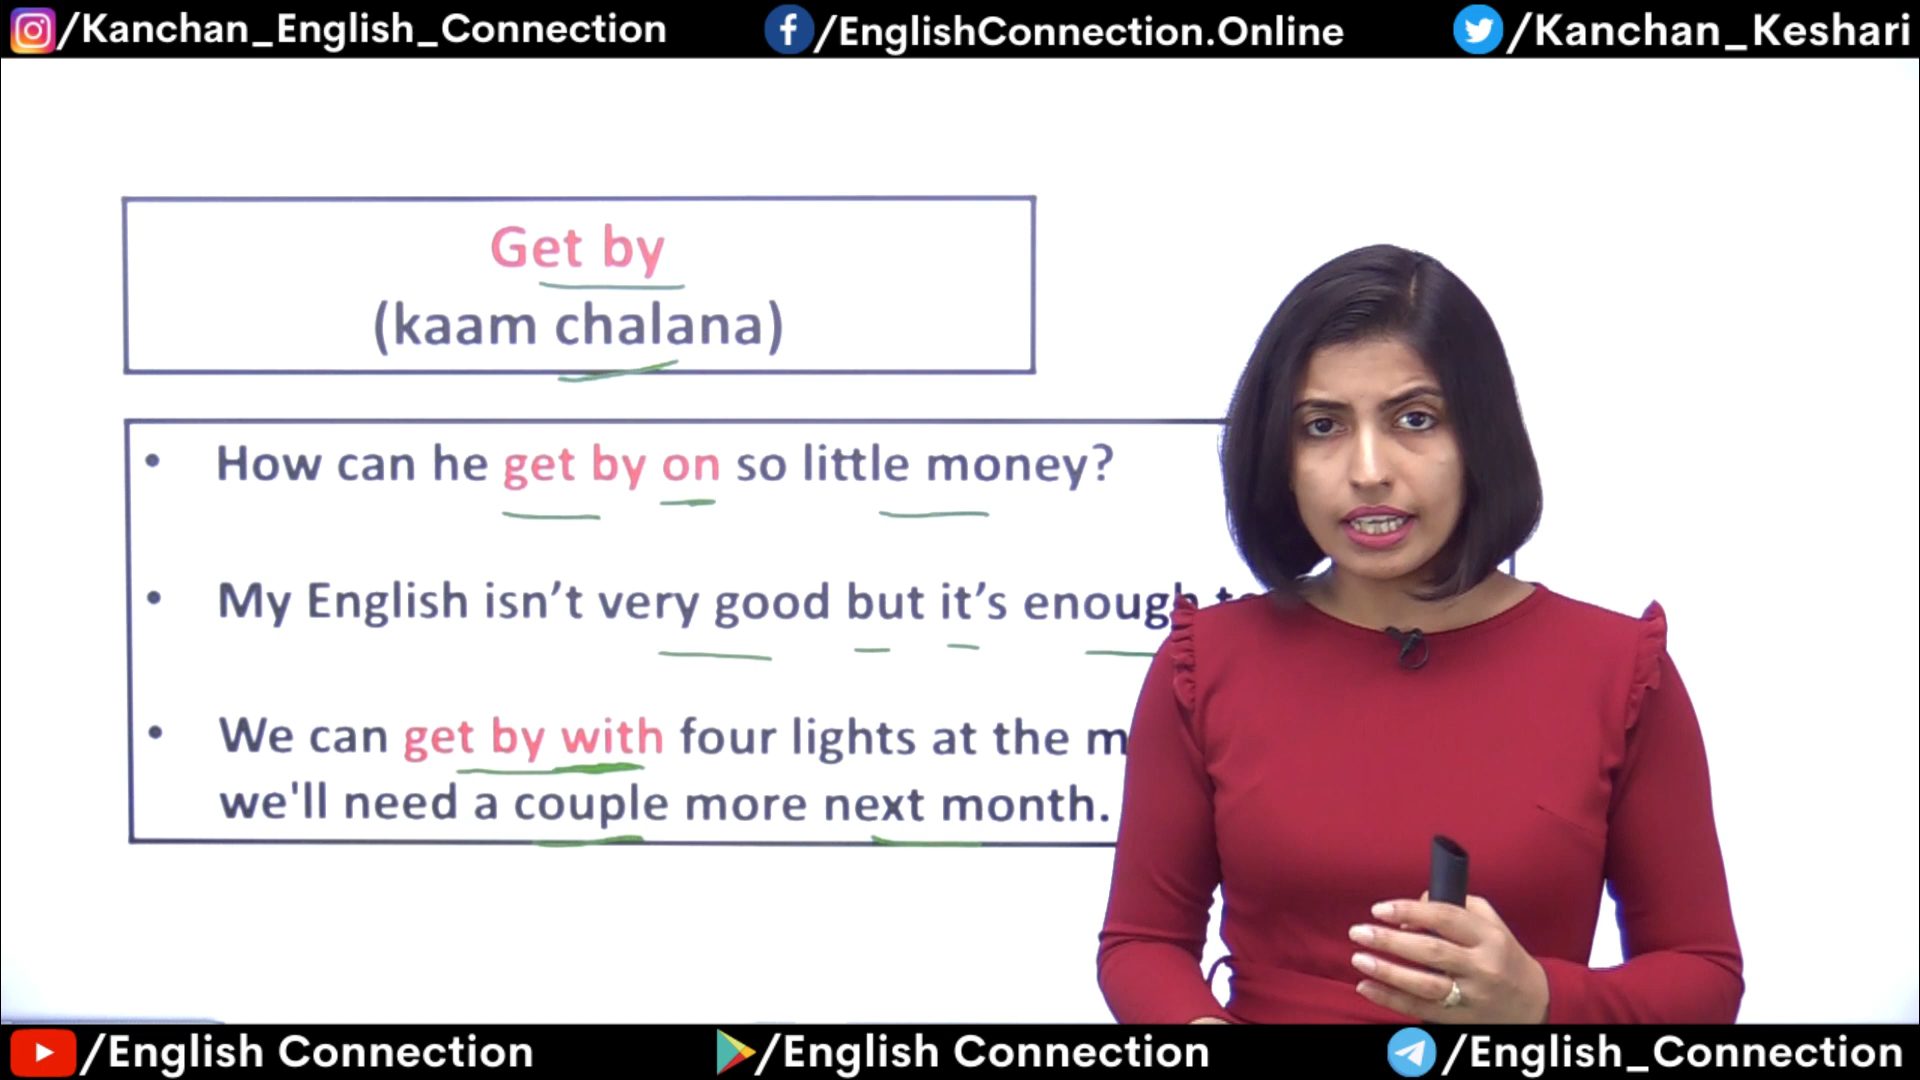 /Kanchan_English_Connection
/EnglishConnection.Online
/Kanchan_Keshari
Get by
(kaam chalana)
• How can he get by on so little money?
• My English isn’t very good but it’s enough
• We can get by with four lights at the
we'll need a couple more next month.
/English Connection
/English Connection
/English_Connection